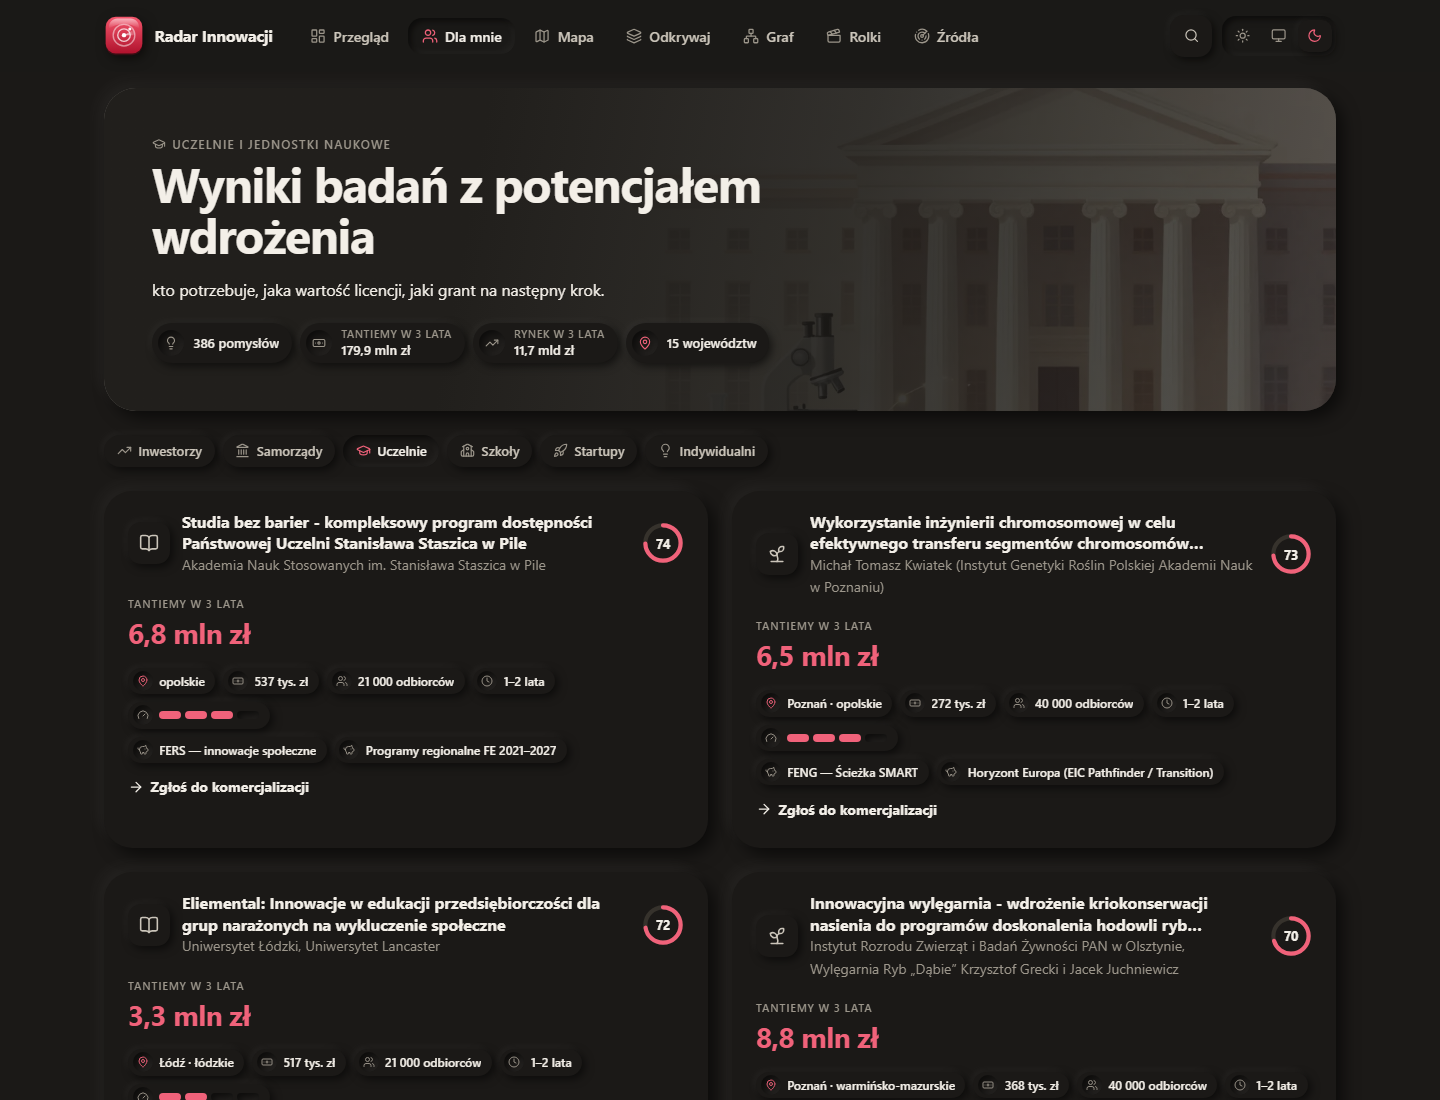 Radar Innowacji
Przegląd
Dla mnie
Mapa
Odkrywaj
Graf
Rolki
Źródła
UCZELNIE I JEDNOSTKI NAUKOWE
Wyniki badań z potencjałem
wdrożenia
kto potrzebuje, jaka wartość licencji, jaki grant na następny krok.
386 pomysłów
TANTIEMY W 3 LATA
179,9 mln zł
RYNEK W 3 LATA
11,7 mld zł
15 województw
Inwestorzy
Samorządy
Uczelnie
Szkoły
Startupy
Indywidualni
Studia bez barier - kompleksowy program dostępności
Państwowej Uczelni Stanisława Staszica w Pile
Akademia Nauk Stosowanych im. Stanisława Staszica w Pile
74
TANTIEMY W 3 LATA
6,8 mln zł
opolskie
537 tys. zł
21 000 odbiorców
1–2 lata
FERS — innowacje społeczne
Programy regionalne FE 2021–2027
Zgłoś do komercjalizacji
Wykorzystanie inżynierii chromosomowej w celu
efektywnego transferu segmentów chromosomów…
Michał Tomasz Kwiatek (Instytut Genetyki Roślin Polskiej Akademii Nauk
w Poznaniu)
73
TANTIEMY W 3 LATA
6,5 mln zł
Poznań · opolskie
272 tys. zł
40 000 odbiorców
1–2 lata
FENG — Ścieżka SMART
Horyzont Europa (EIC Pathfinder / Transition)
Zgłoś do komercjalizacji
Eliemental: Innowacje w edukacji przedsiębiorczości dla
grup narażonych na wykluczenie społeczne
Uniwersytet Łódzki, Uniwersytet Lancaster
72
TANTIEMY W 3 LATA
3,3 mln zł
Łódź · łódzkie
517 tys. zł
21 000 odbiorców
1–2 lata
Innowacyjna wylęgarnia - wdrożenie kriokonserwacji
nasienia do programów doskonalenia hodowli ryb…
Instytut Rozrodu Zwierząt i Badań Żywności PAN w Olsztynie,
Wylęgarnia Ryb „Dąbie” Krzysztof Grecki i Jacek Juchniewicz
70
TANTIEMY W 3 LATA
8,8 mln zł
Poznań · warmińsko-mazurskie
368 tys. zł
40 000 odbiorców
1–2 lata